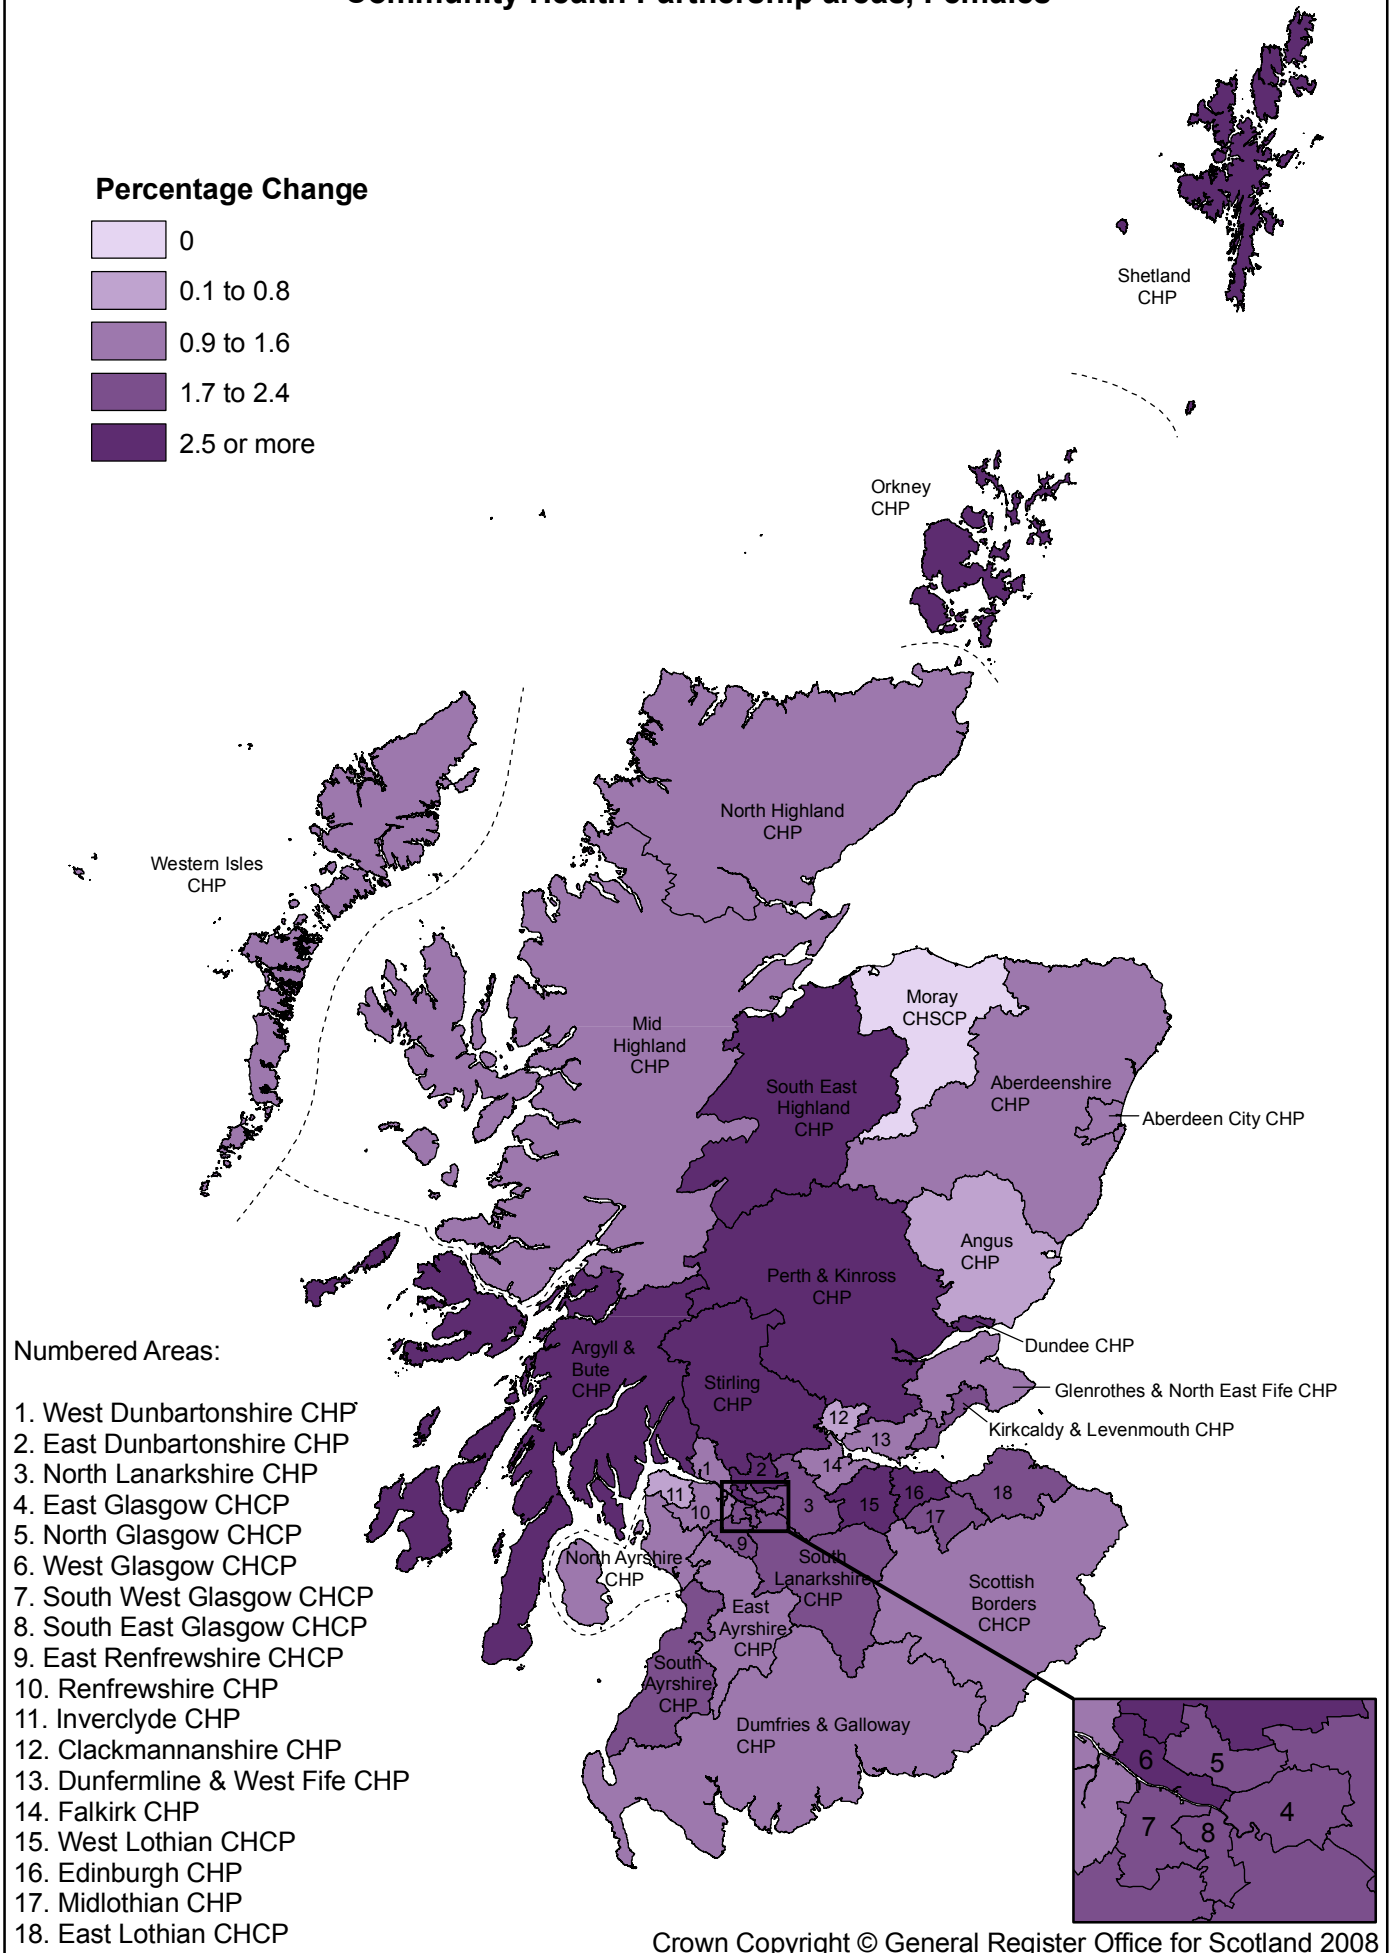 Community Health Partnership areas, Females
Percentage Change
0
0.1 to 0.8
0.9 to 1.6
1.7 to 2.4
2.5 or more
Shetland
CHP
Orkney
CHP
North Highland
CHP
Western Isles
CHP
Moray
CHSCP
Mid
Highland
CHP
South East
Highland
CHP
Aberdeenshire
CHP
Aberdeen City CHP
Angus
CHP
Perth & Kinross
CHP
Dundee CHP
Argyll &
Bute
CHP
Stirling
CHP
Glenrothes & North East Fife CHP
Kirkcaldy & Levenmouth CHP
12
13
14
1
2
11
10
3
15
16
17
18
9
North Ayrshire
CHP
South
Lanarkshire
CHP
East
Ayrshire
CHP
Scottish
Borders
CHCP
South
Ayrshire
CHP
Dumfries & Galloway
CHP
6
5
4
7
8
Numbered Areas:
1. West Dunbartonshire CHP
2. East Dunbartonshire CHP
3. North Lanarkshire CHP
4. East Glasgow CHCP
5. North Glasgow CHCP
6. West Glasgow CHCP
7. South West Glasgow CHCP
8. South East Glasgow CHCP
9. East Renfrewshire CHCP
10. Renfrewshire CHP
11. Inverclyde CHP
12. Clackmannanshire CHP
13. Dunfermline & West Fife CHP
14. Falkirk CHP
15. West Lothian CHCP
16. Edinburgh CHP
17. Midlothian CHP
18. East Lothian CHCP
Crown Copyright © General Register Office for Scotland 2008